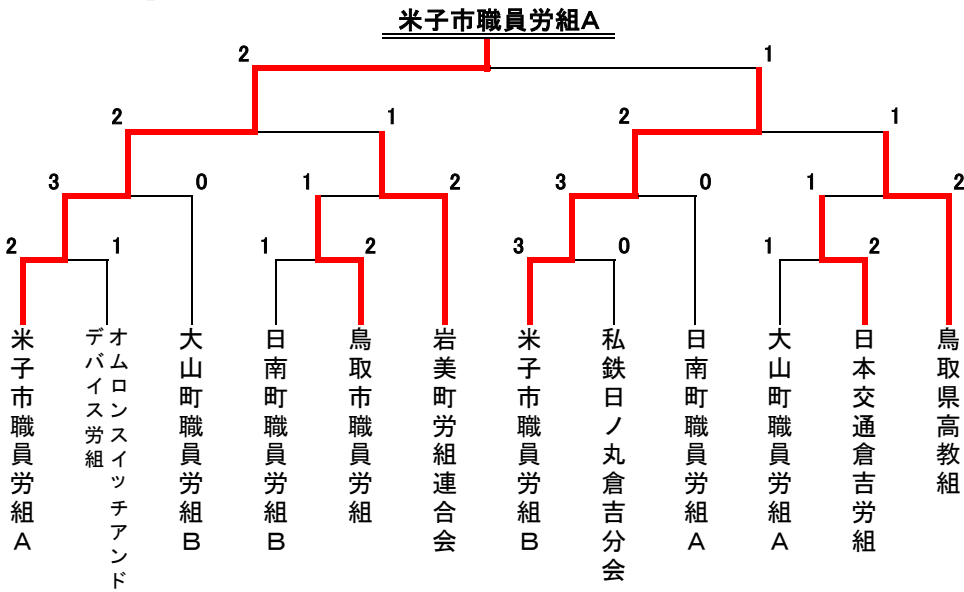 米子市職員労組A
2 1
2 1 2 1
3 0 1 2 3 0 1 2
2 1 1 2 3 0 1 2
米子市職員労組A
オムロンスイッチアンド
デバイス労組
大山町職員労組B
日南町職員労組B
鳥取市職員労組
岩美町労組連合会
米子市職員労組B
私鉄日ノ丸倉吉分会
日南町職員労組A
大山町職員労組A
日本交通倉吉労組
鳥取県高教組